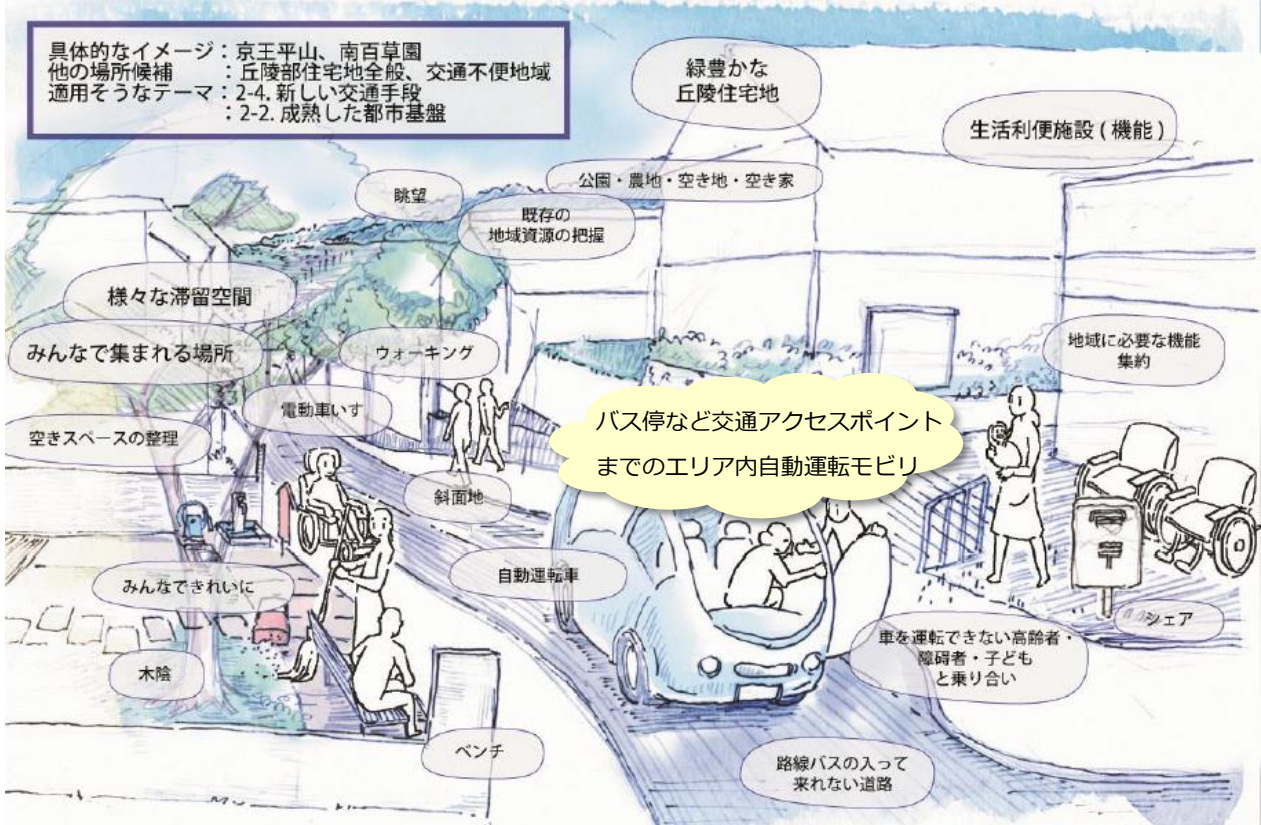 具体的なイメージ：京王平山、南百草園
他の場所候補　　：丘陵部住宅地全般、交通不便地域
適用そうなテーマ：2-4. 新しい交通手段
：2-2. 成熟した都市基盤
緑豊かな
丘陵住宅地
生活利便施設 ( 機能 )
公園・農地・空き地・空き家
眺望
既存の
地域資源の把握
様々な滞留空間
みんなで集まれる場所
ウォーキング
地域に必要な機能
集約
電動車いす
空きスペースの整理
バス停など交通アクセスポイント
までのエリア内自動運転モビリ
斜面地
自動運転車
みんなできれいに
シェア
車を運転できない高齢者・
障碍者・子ども
と乗り合い
木陰
ベンチ
路線バスの入って
来れない道路
〒